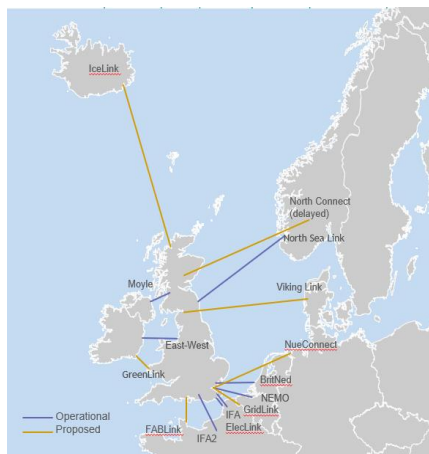 IceLink
North Connect
(delayed)
North Sea Link
Moyle
Viking Link
East-West
NueConnect
GreenLink
BritNed
NEMO
GridLink
IFA
ElecLink
FABLink
IFA2
Operational
Proposed